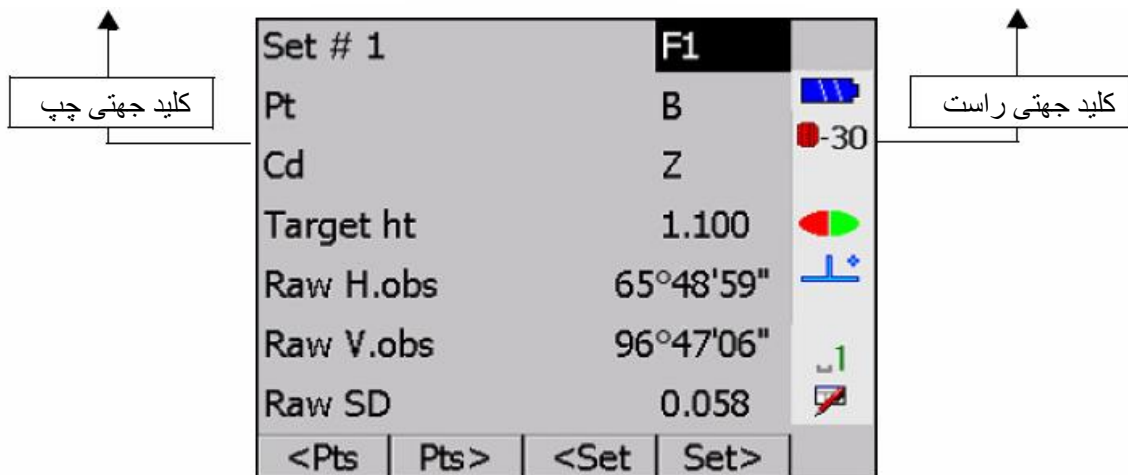 Set # 1 F1
کلید جهتی چپ
کلید جهتی راست
Pt B
-30
Cd Z
Target ht 1.100
Raw H.obs 65°48'59"
Raw V.obs 96°47'06"
1
Raw SD 0.058
<Pts Pts> <Set Set>